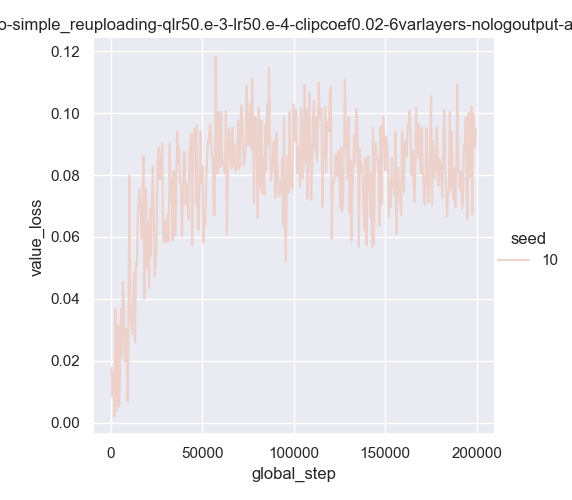 o-simple_reuploading-qlr50.e-3-lr50.e-4-clipcoef0.02-6varlayers-nologoutput-a
0.12
0.10
0.08
0.06
0.04
0.02
0.00
value_loss
seed
10
0 50000 100000 150000 200000
global_step